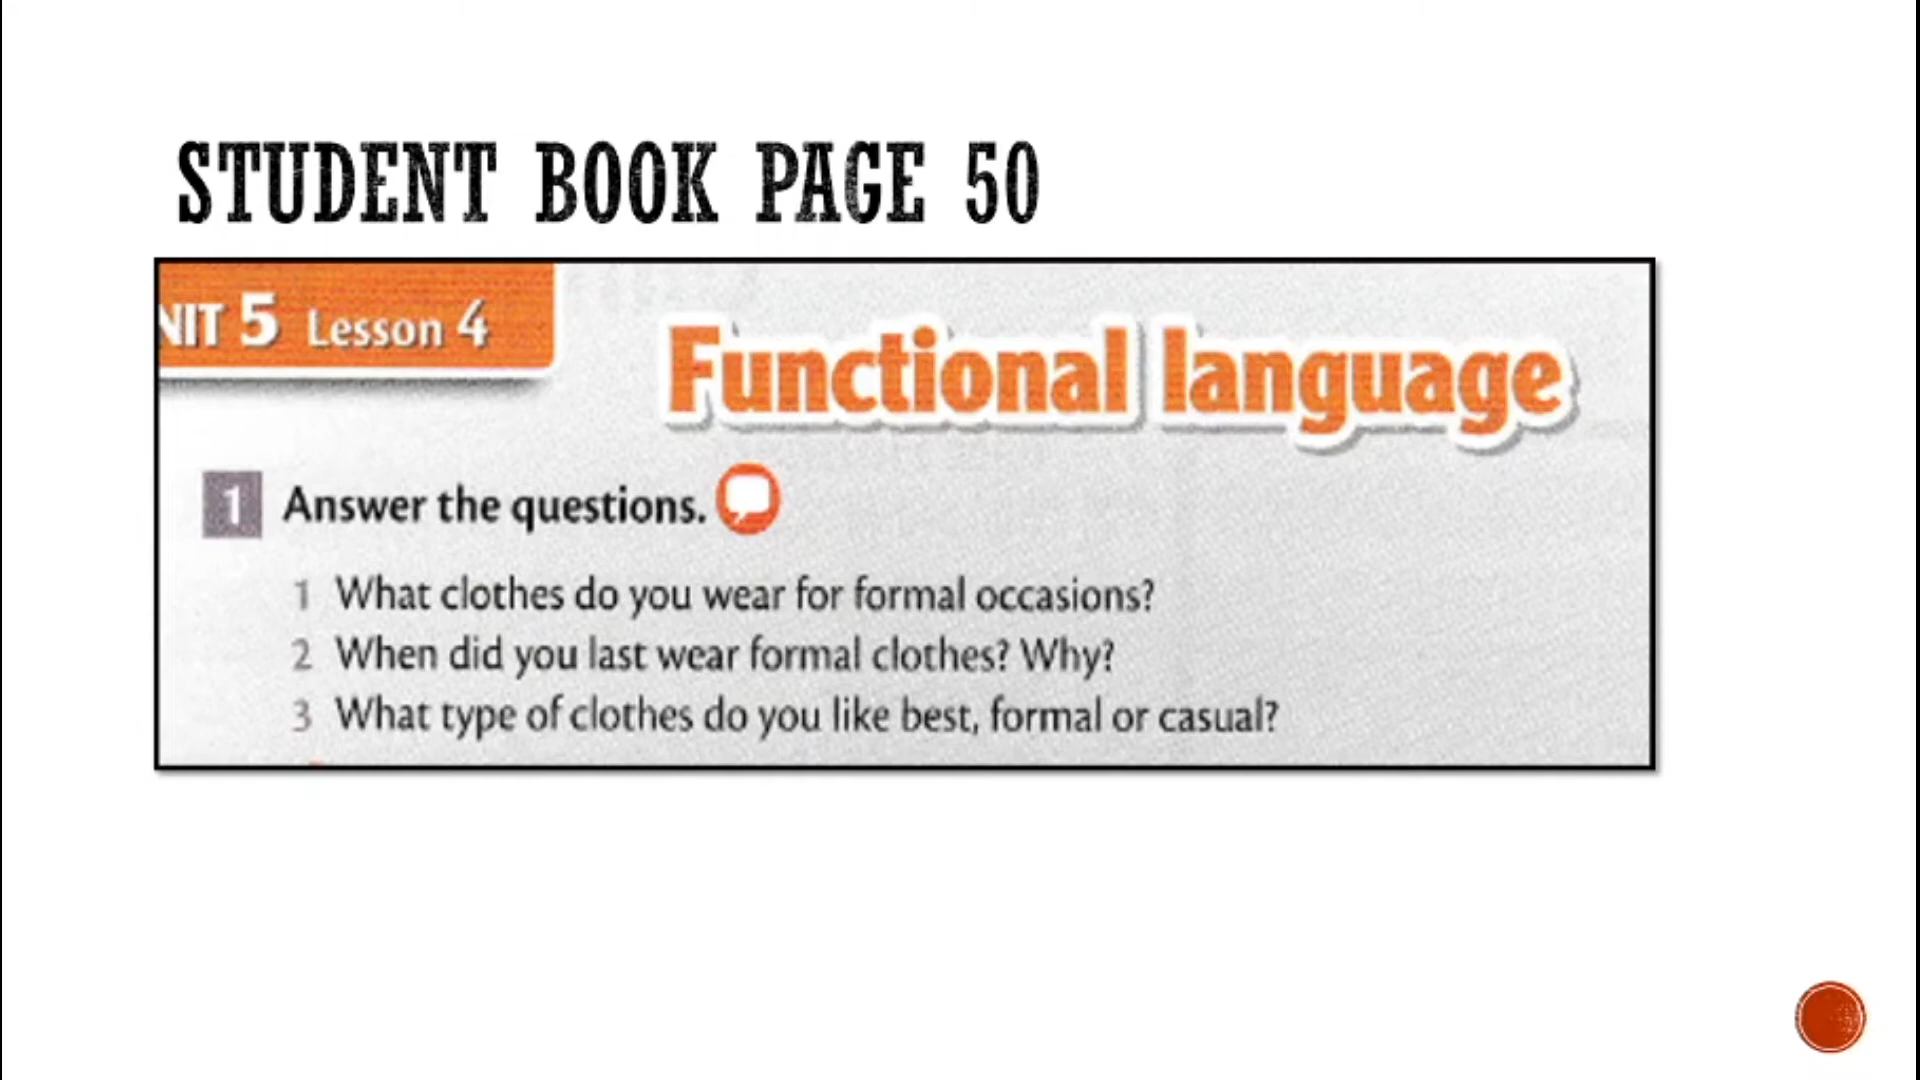 STUDENT BOOK PAGE 50
NIT 5 Lesson 4
Functional language
1 Answer the questions.
1 What clothes do you wear for formal occasions?
2 When did you last wear formal clothes? Why?
3 What type of clothes do you like best, formal or casual?